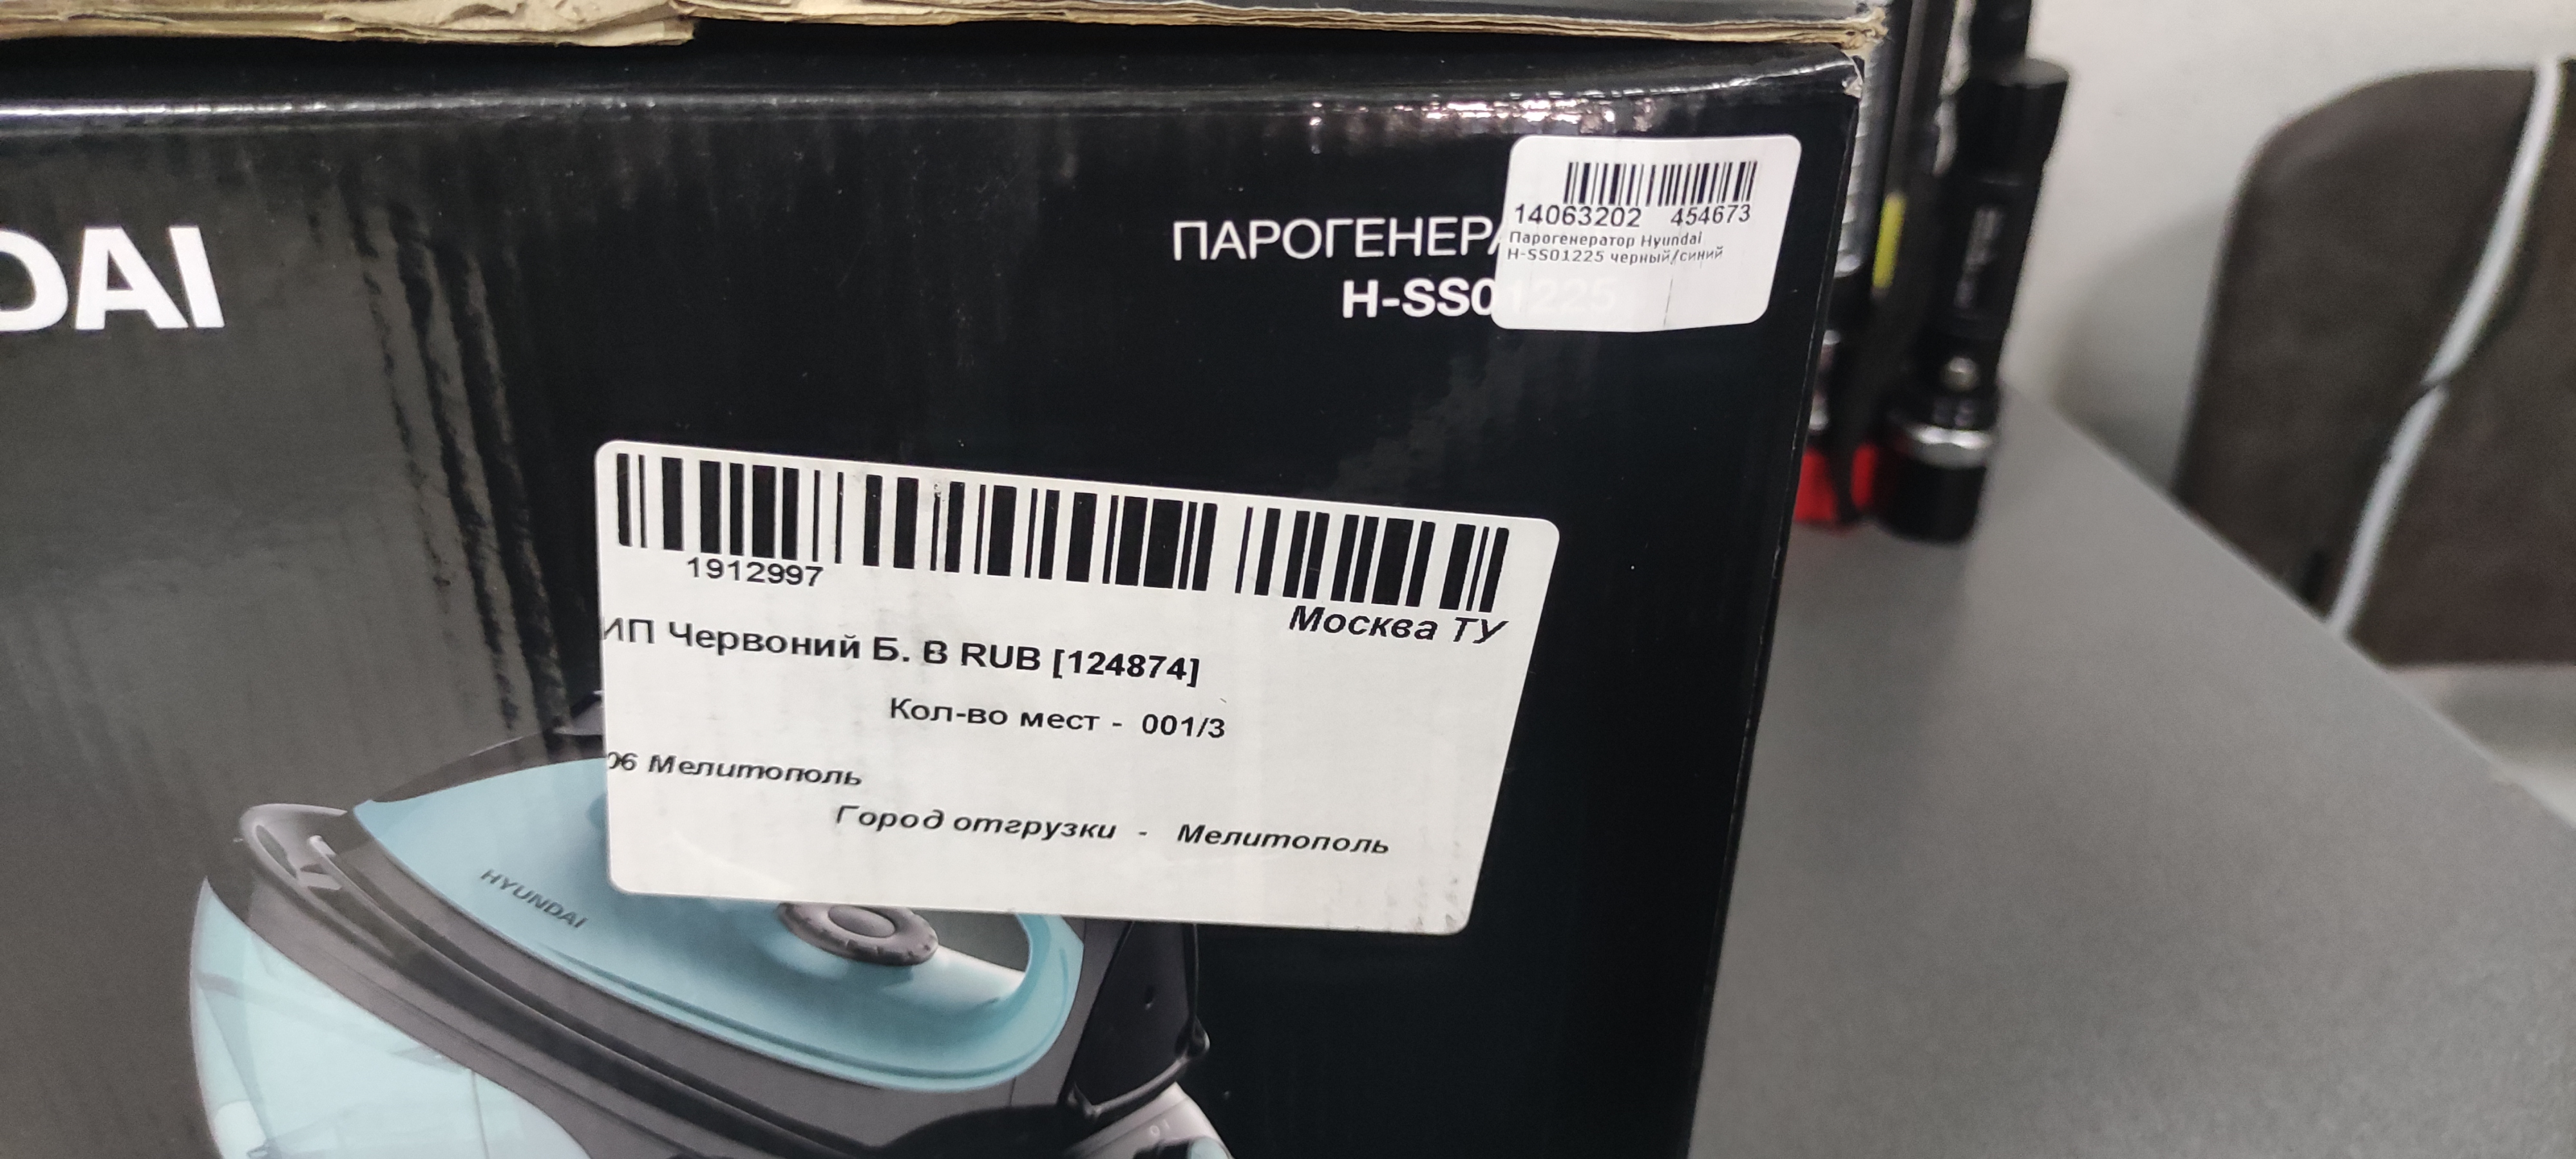 DAI
ПАРОГЕНЕРА
H-SS01225
14063202 454673
Парогенератор Hyundai
H-SS01225 черный/синий
1912997
Москва ТУ
ИП Червоний Б. В RUB [124874]
Кол-во мест - 001/3
06 Мелитополь
Город отгрузки - Мелитополь
HYUNDAI